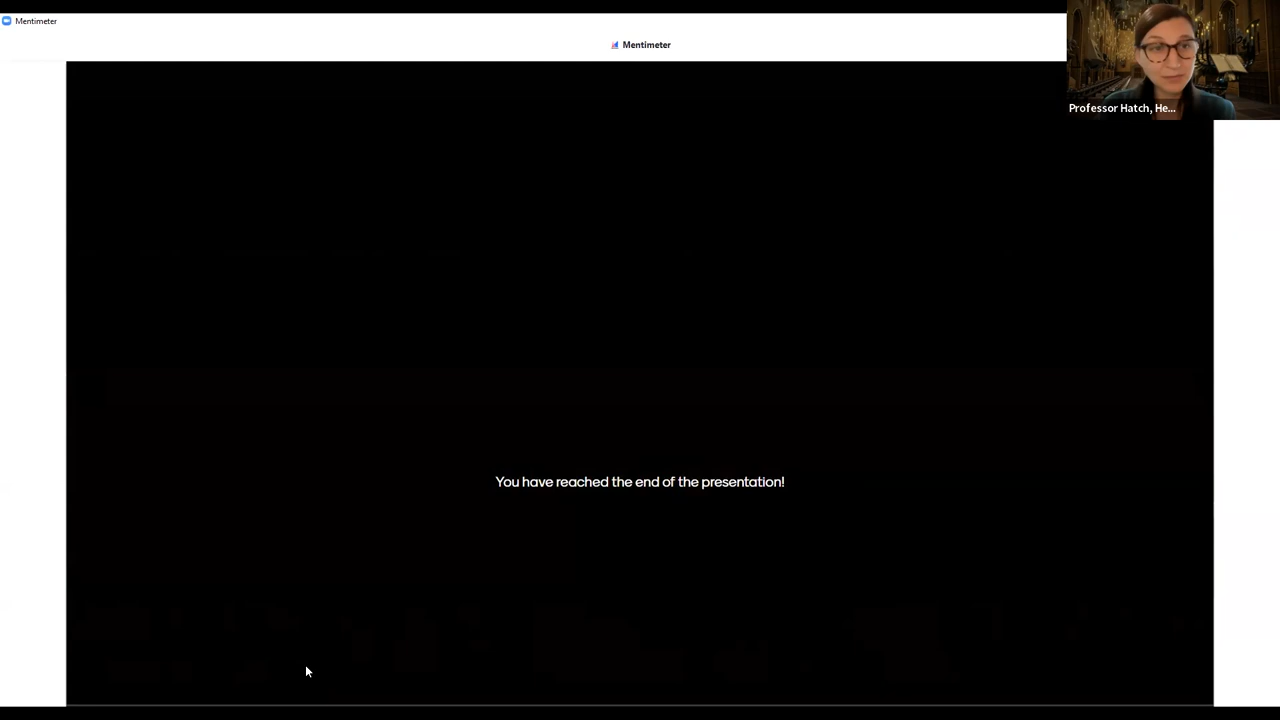 Mentimeter
Mentimeter
Professor Hatch, He...
You have reached the end of the presentation!